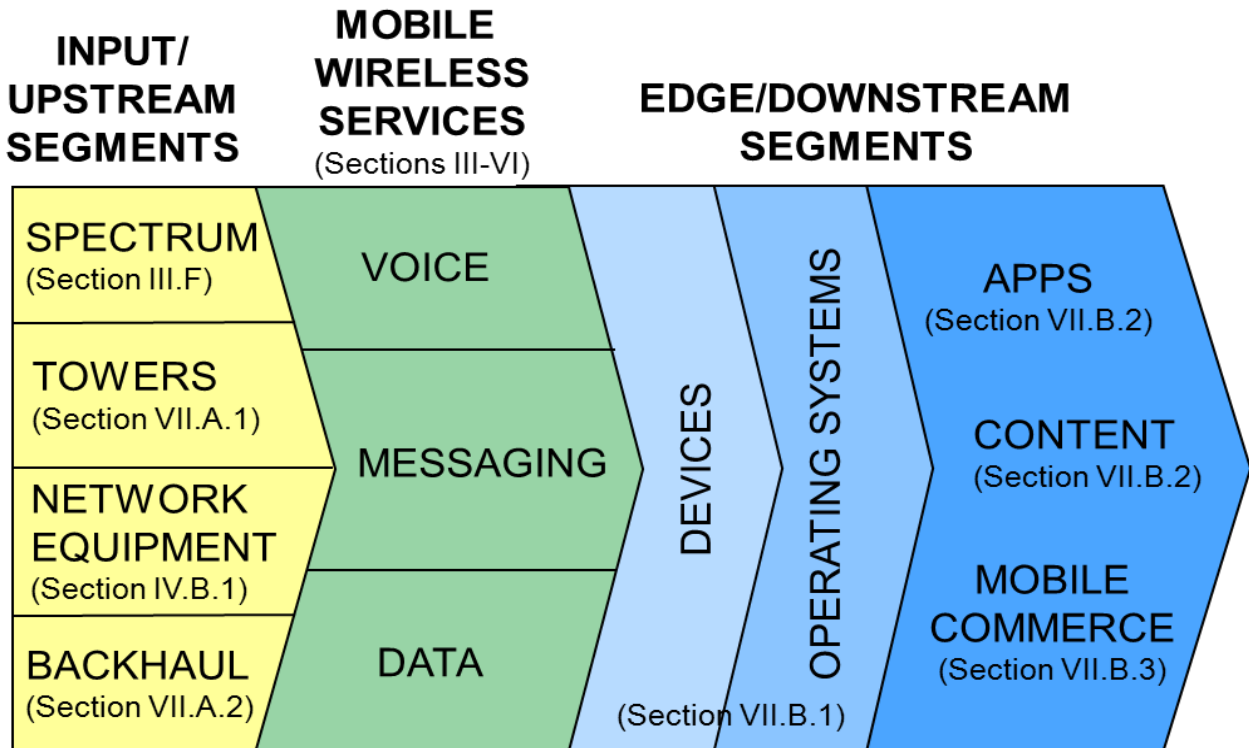 INPUT/
UPSTREAM
SEGMENTS
MOBILE
WIRELESS
SERVICES
(Sections III-VI)
EDGE/DOWNSTREAM
SEGMENTS
SPECTRUM
(Section III.F)
TOWERS
(Section VII.A.1)
NETWORK
EQUIPMENT
(Section IV.B.1)
BACKHAUL
(Section VII.A.2)
VOICE
MESSAGING
DATA
DEVICES
OPERATING SYSTEMS
(Section VII.B.1)
APPS
(Section VII.B.2)
CONTENT
(Section VII.B.2)
MOBILE
COMMERCE
(Section VII.B.3)